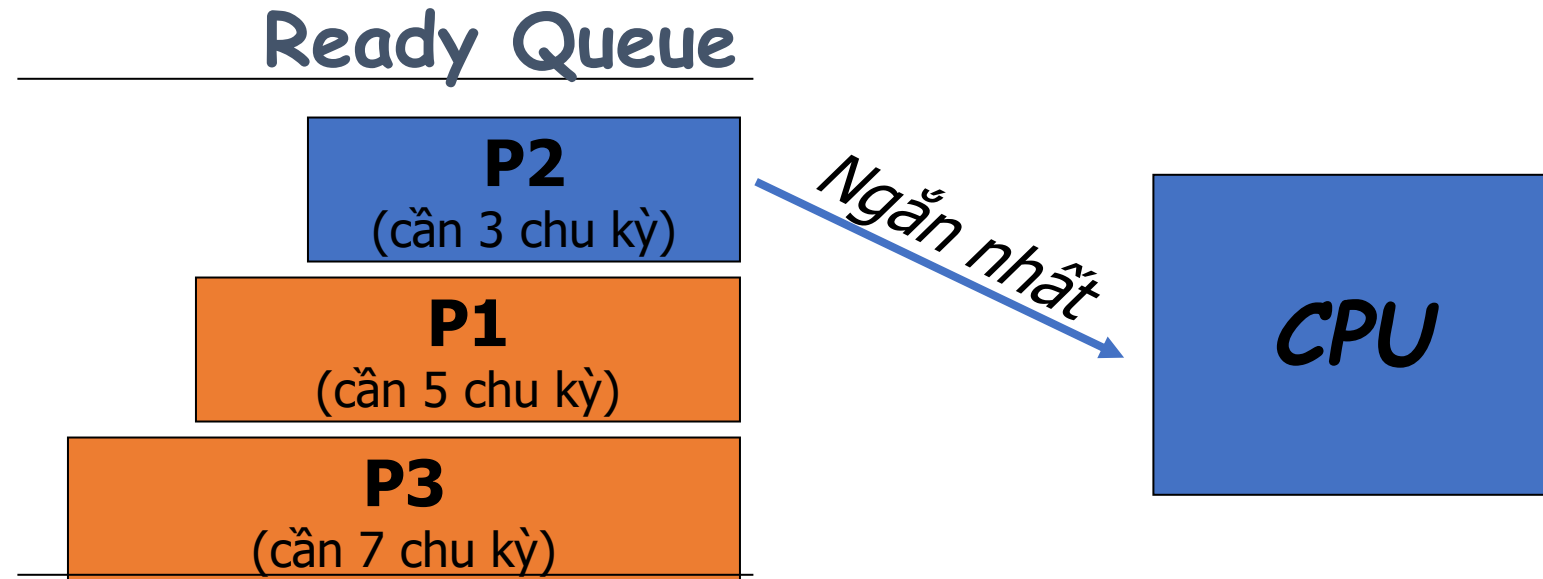 Ready Queue
P2
(cần 3 chu kỳ)
Ngắn nhất
CPU
P1
(cần 5 chu kỳ)
P3
(cần 7 chu kỳ)